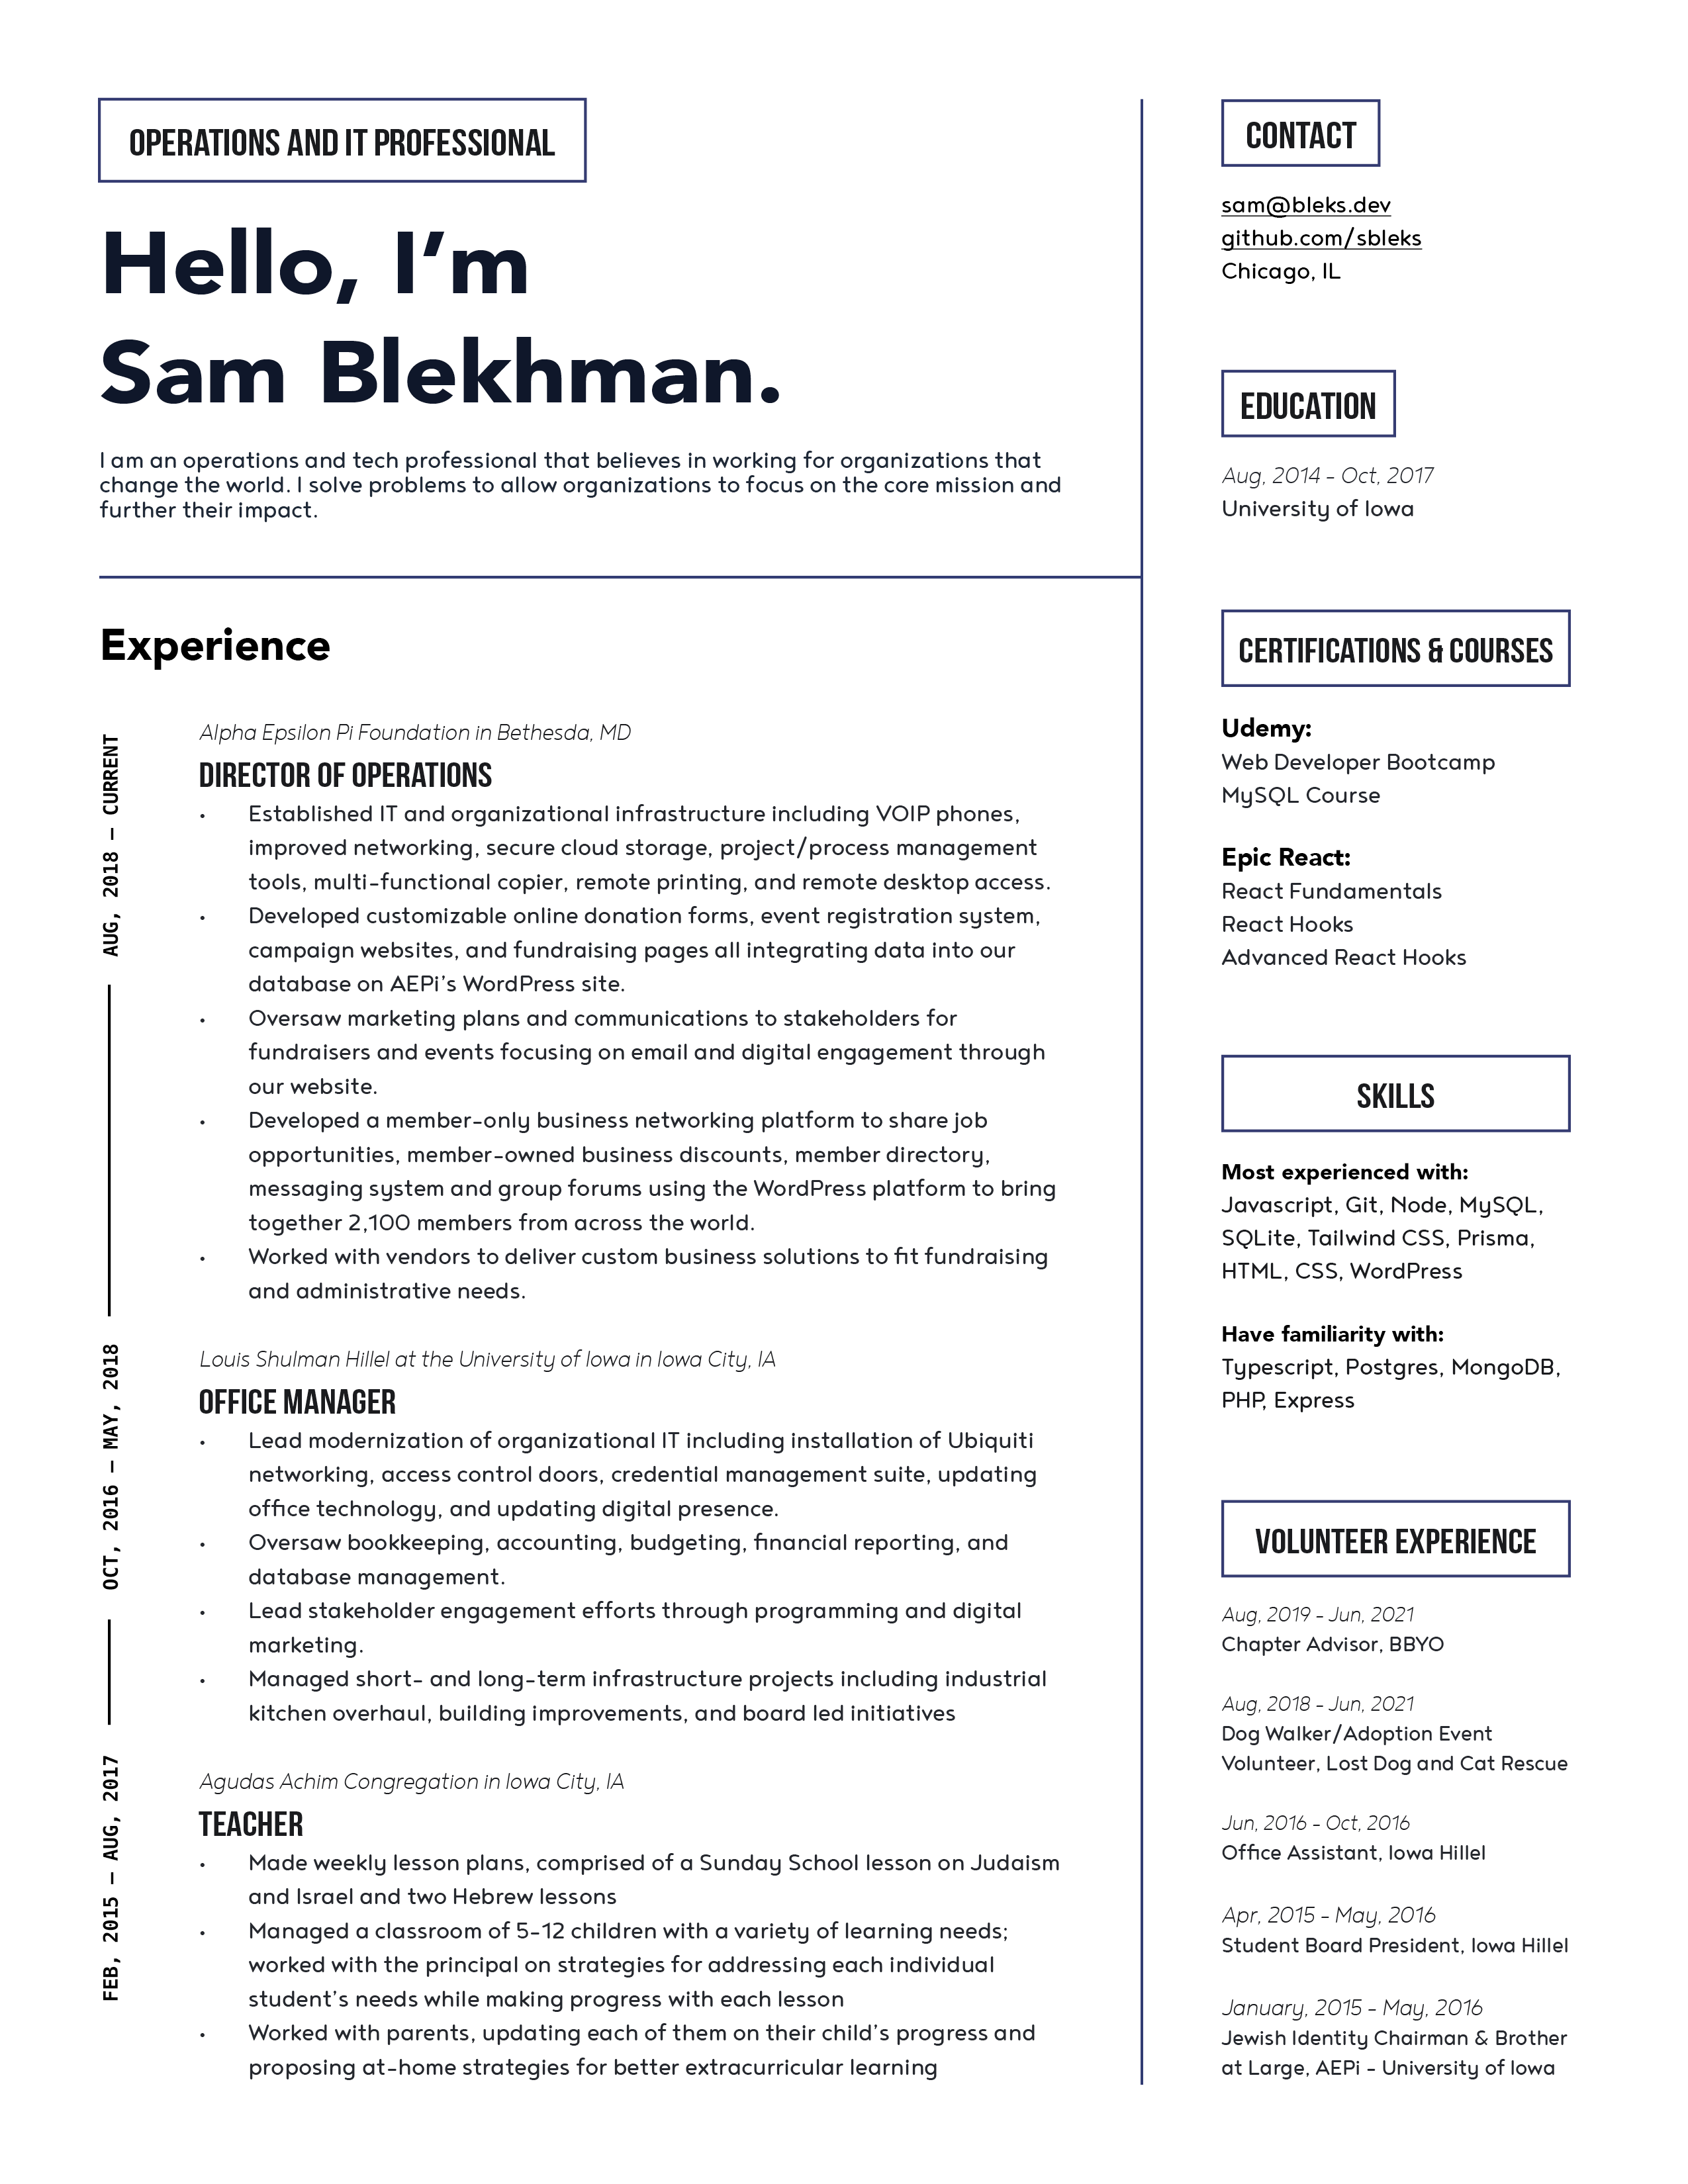 OPERATIONS AND IT PROFESSIONAL
Hello, I’m
Sam Blekhman.
I am an operations and tech professional that believes in working for organizations that
change the world. I solve problems to allow organizations to focus on the core mission and
further their impact.
Experience
AUG, 2018 – CURRENT
Alpha Epsilon Pi Foundation in Bethesda, MD
DIRECTOR OF OPERATIONS
• Established IT and organizational infrastructure including VOIP phones,
improved networking, secure cloud storage, project/process management
tools, multi-functional copier, remote printing, and remote desktop access.
• Developed customizable online donation forms, event registration system,
campaign websites, and fundraising pages all integrating data into our
database on AEPi’s WordPress site.
• Oversaw marketing plans and communications to stakeholders for
fundraisers and events focusing on email and digital engagement through
our website.
• Developed a member-only business networking platform to share job
opportunities, member-owned business discounts, member directory,
messaging system and group forums using the WordPress platform to bring
together 2,100 members from across the world.
• Worked with vendors to deliver custom business solutions to fit fundraising
and administrative needs.
OCT, 2016 – MAY, 2018
Louis Shulman Hillel at the University of Iowa in Iowa City, IA
OFFICE MANAGER
• Lead modernization of organizational IT including installation of Ubiquiti
networking, access control doors, credential management suite, updating
office technology, and updating digital presence.
• Oversaw bookkeeping, accounting, budgeting, financial reporting, and
database management.
• Lead stakeholder engagement efforts through programming and digital
marketing.
• Managed short- and long-term infrastructure projects including industrial
kitchen overhaul, building improvements, and board led initiatives
FEB, 2015 – AUG, 2017
Agudas Achim Congregation in Iowa City, IA
TEACHER
• Made weekly lesson plans, comprised of a Sunday School lesson on Judaism
and Israel and two Hebrew lessons
• Managed a classroom of 5-12 children with a variety of learning needs;
worked with the principal on strategies for addressing each individual
student’s needs while making progress with each lesson
• Worked with parents, updating each of them on their child’s progress and
proposing at-home strategies for better extracurricular learning
CONTACT
sam@bleks.dev
github.com/sbleks
Chicago, IL
EDUCATION
Aug, 2014 - Oct, 2017
University of Iowa
CERTIFICATIONS & COURSES
Udemy:
Web Developer Bootcamp
MySQL Course
Epic React:
React Fundamentals
React Hooks
Advanced React Hooks
SKILLS
Most experienced with:
Javascript, Git, Node, MySQL,
SQLite, Tailwind CSS, Prisma,
HTML, CSS, WordPress
Have familiarity with:
Typescript, Postgres, MongoDB,
PHP, Express
VOLUNTEER EXPERIENCE
Aug, 2019 - Jun, 2021
Chapter Advisor, BBYO
Aug, 2018 - Jun, 2021
Dog Walker/Adoption Event
Volunteer, Lost Dog and Cat Rescue
Jun, 2016 - Oct, 2016
Office Assistant, Iowa Hillel
Apr, 2015 - May, 2016
Student Board President, Iowa Hillel
January, 2015 - May, 2016
Jewish Identity Chairman & Brother
at Large, AEPi - University of Iowa